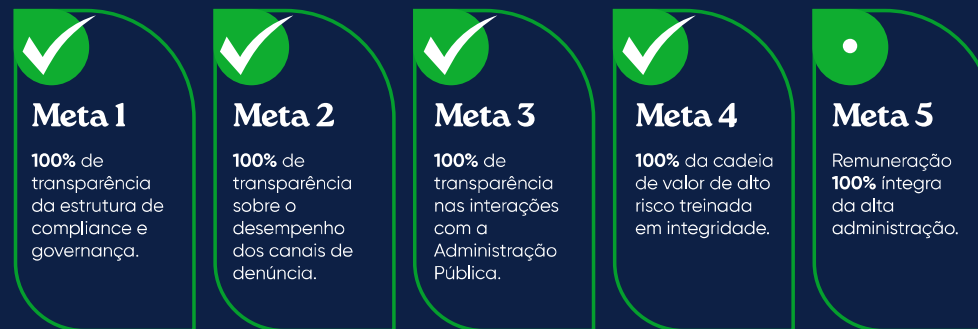 Meta 1
100% de
transparência
da estrutura de
compliance e
governança.
Meta 2
100% de
transparência
sobre o
desempenho
dos canais de
denúncia.
Meta 3
100% de
transparência
nas interações
com a
Administração
Pública.
Meta 4
100% da cadeia
de valor de alto
risco treinada
em integridade.
Meta 5
Remuneração
100% íntegra
da alta
administração.